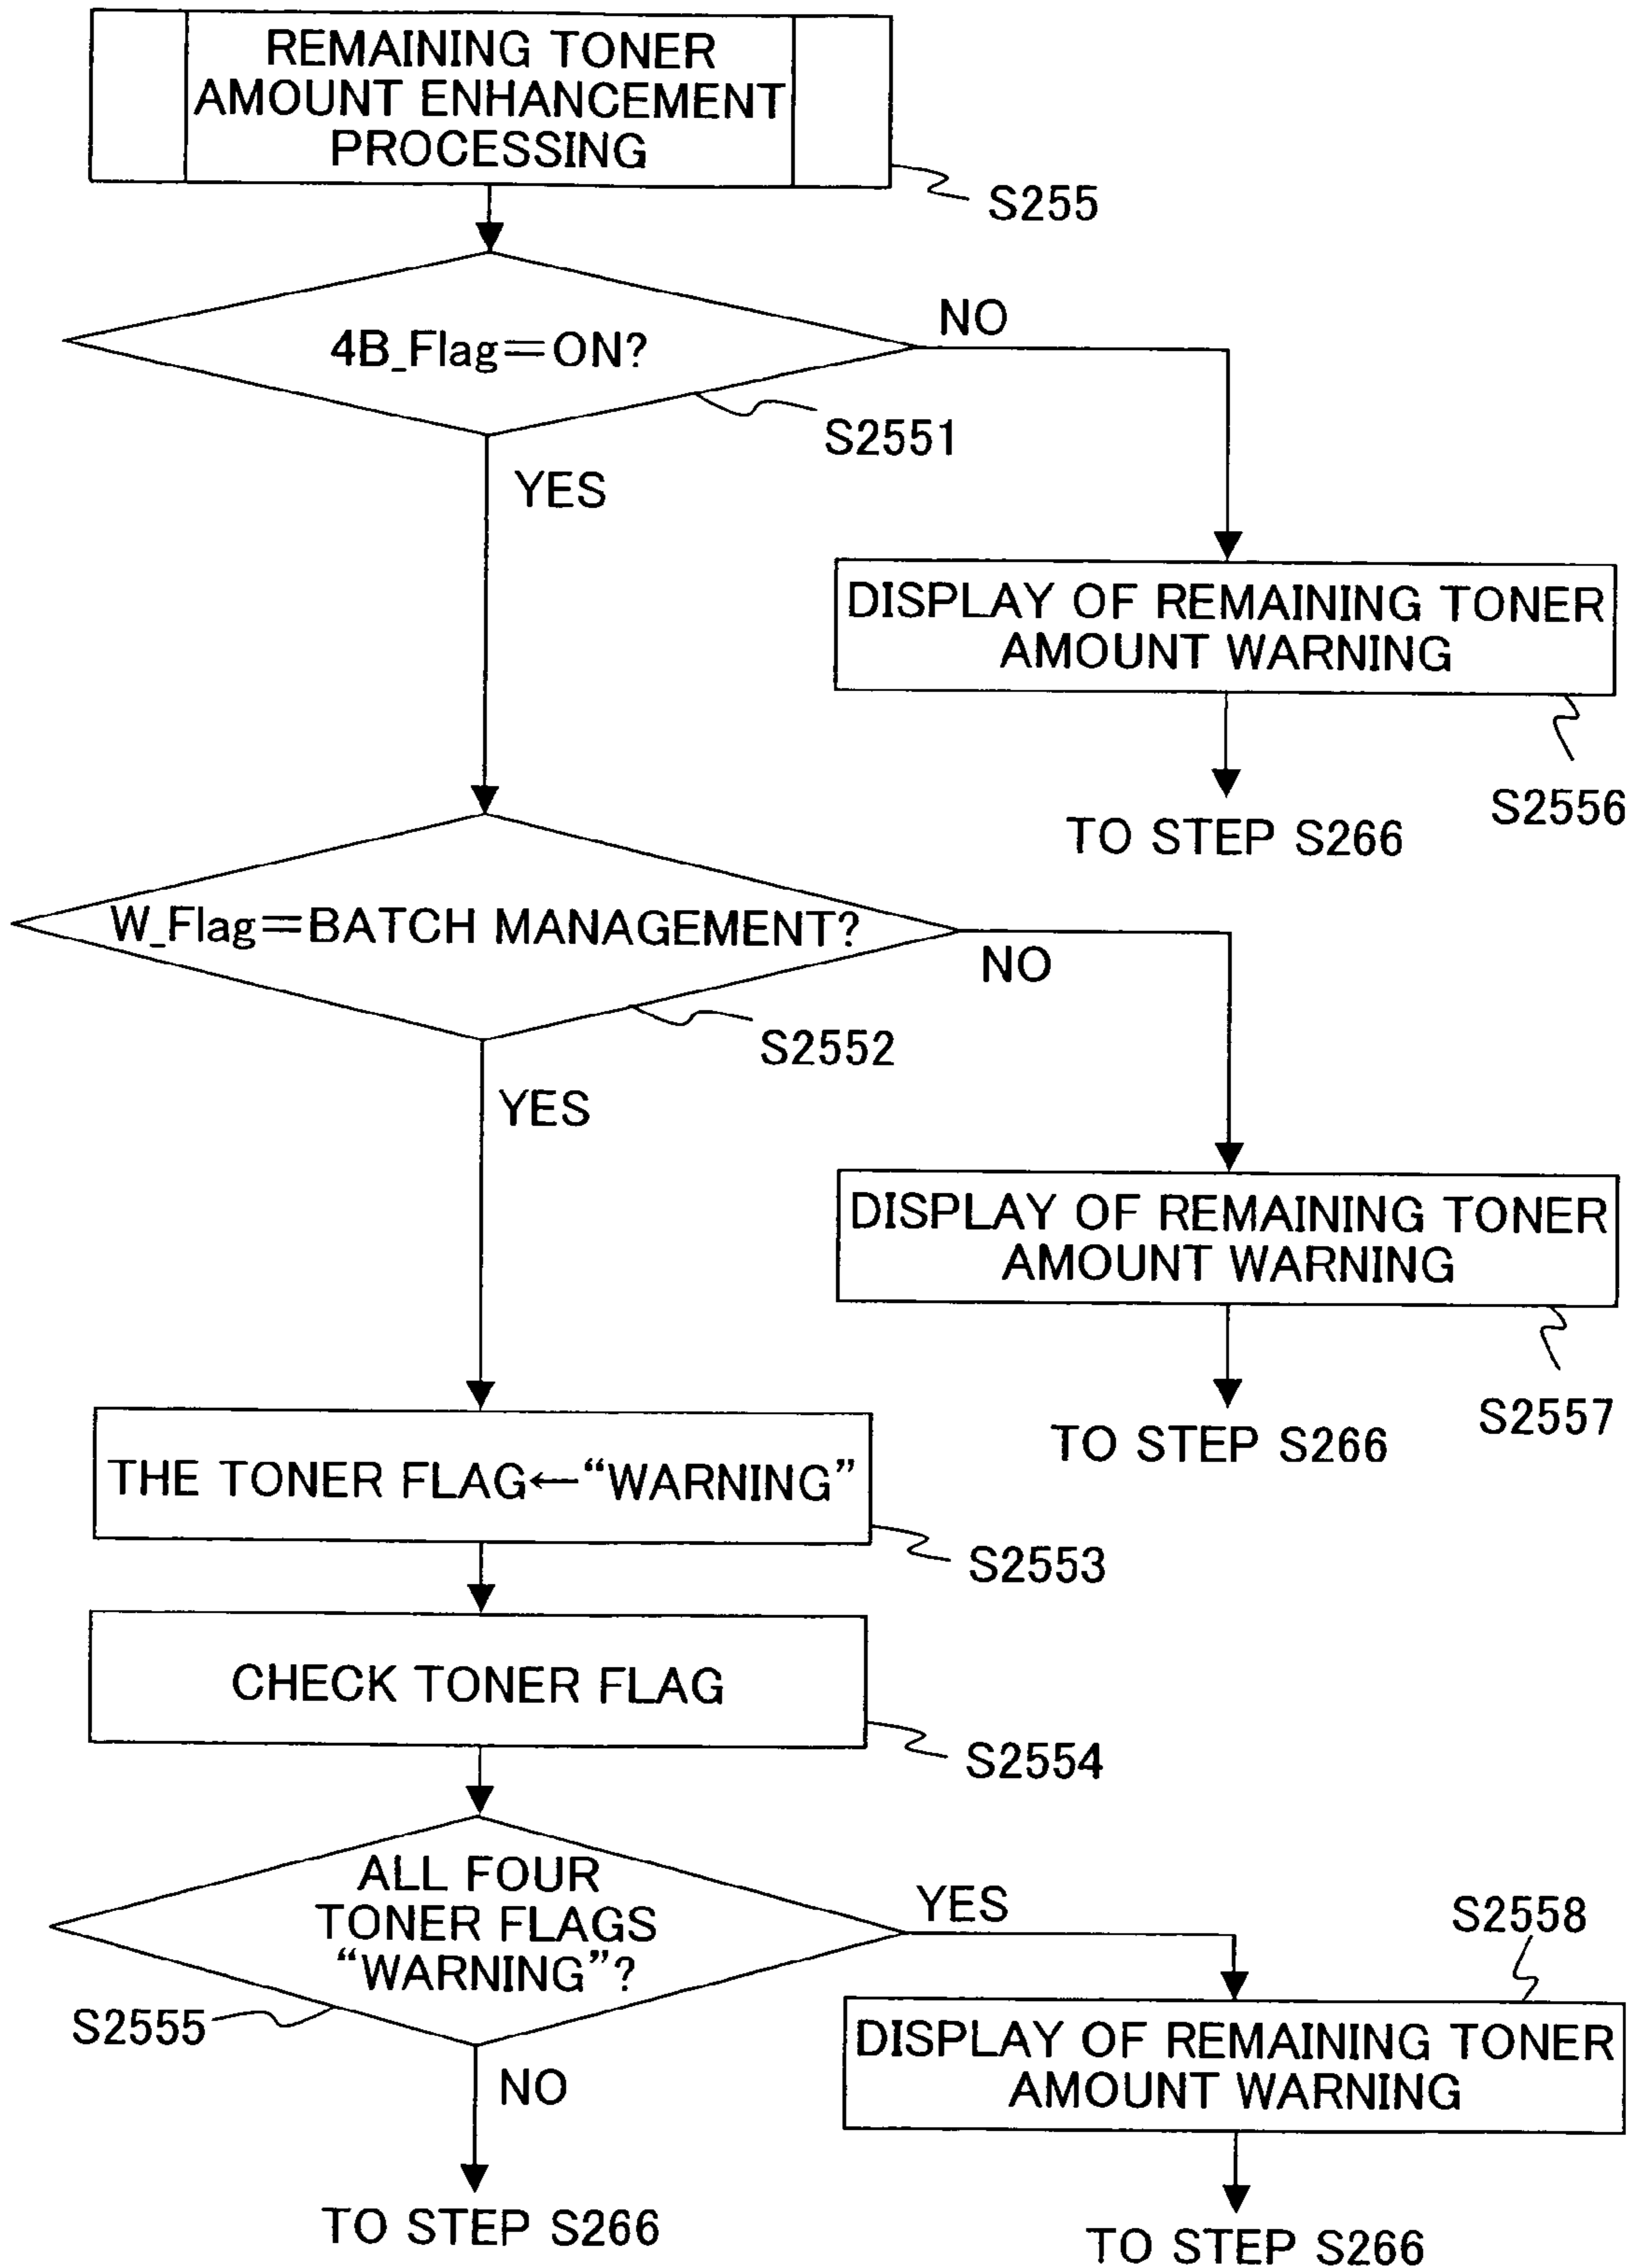 REMAINING TONER
AMOUNT ENHANCEMENT
PROCESSING
S255
4B_Flag=ON?
NO
S2551
YES
DISPLAY OF REMAINING TONER
AMOUNT WARNING
S2556
TO STEP S266
W_Flag=BATCH MANAGEMENT?
NO
S2552
YES
DISPLAY OF REMAINING TONER
AMOUNT WARNING
S2557
TO STEP S266
THE TONER FLAG←“WARNING”
S2553
CHECK TONER FLAG
S2554
ALL FOUR
TONER FLAGS
“WARNING”?
YES
S2555
NO
S2558
DISPLAY OF REMAINING TONER
AMOUNT WARNING
TO STEP S266
TO STEP S266